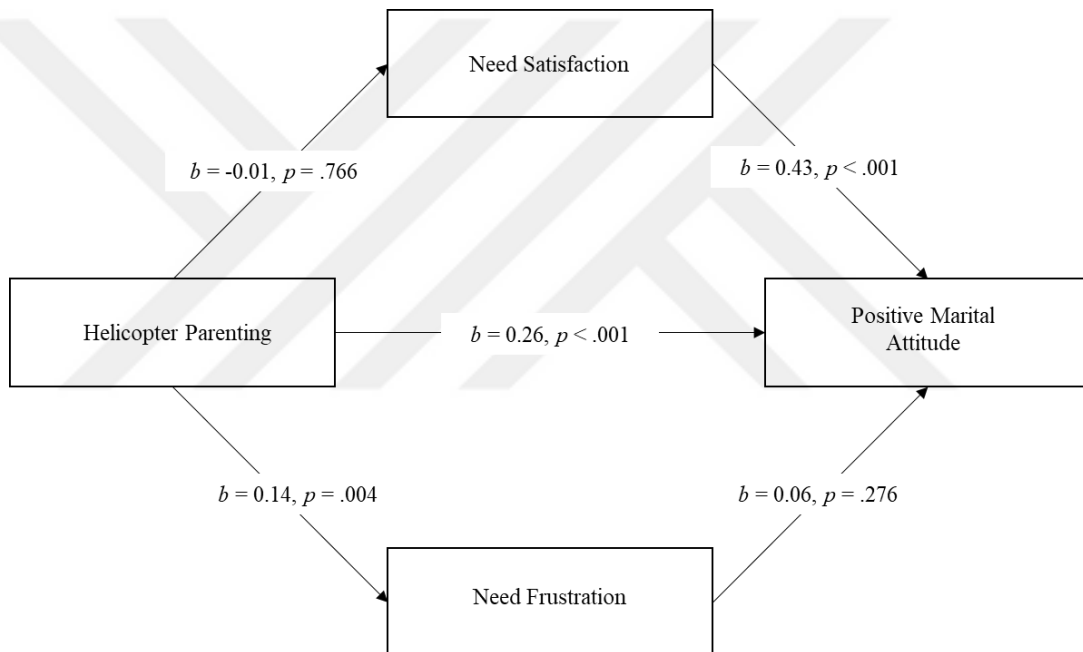 Need Satisfaction
b = -0.01, p = .766
b = 0.43, p < .001
Helicopter Parenting
b = 0.26, p < .001
Positive Marital
Attitude
b = 0.14, p = .004
b = 0.06, p = .276
Need Frustration